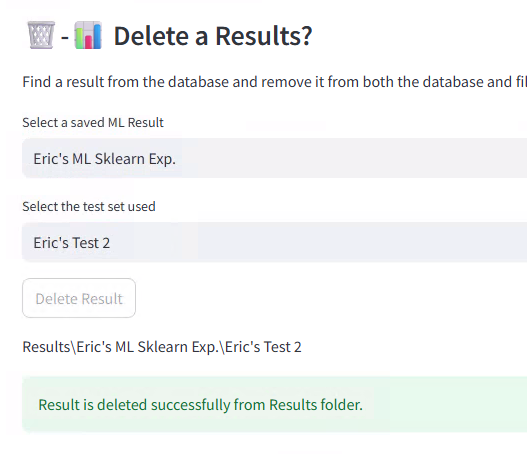 🗑️ - 📊 Delete a Results?
Find a result from the database and remove it from both the database and fil
Select a saved ML Result
Eric's ML Sklearn Exp.
Select the test set used
Eric's Test 2
Delete Result
Results\Eric's ML Sklearn Exp.\Eric's Test 2
Result is deleted successfully from Results folder.